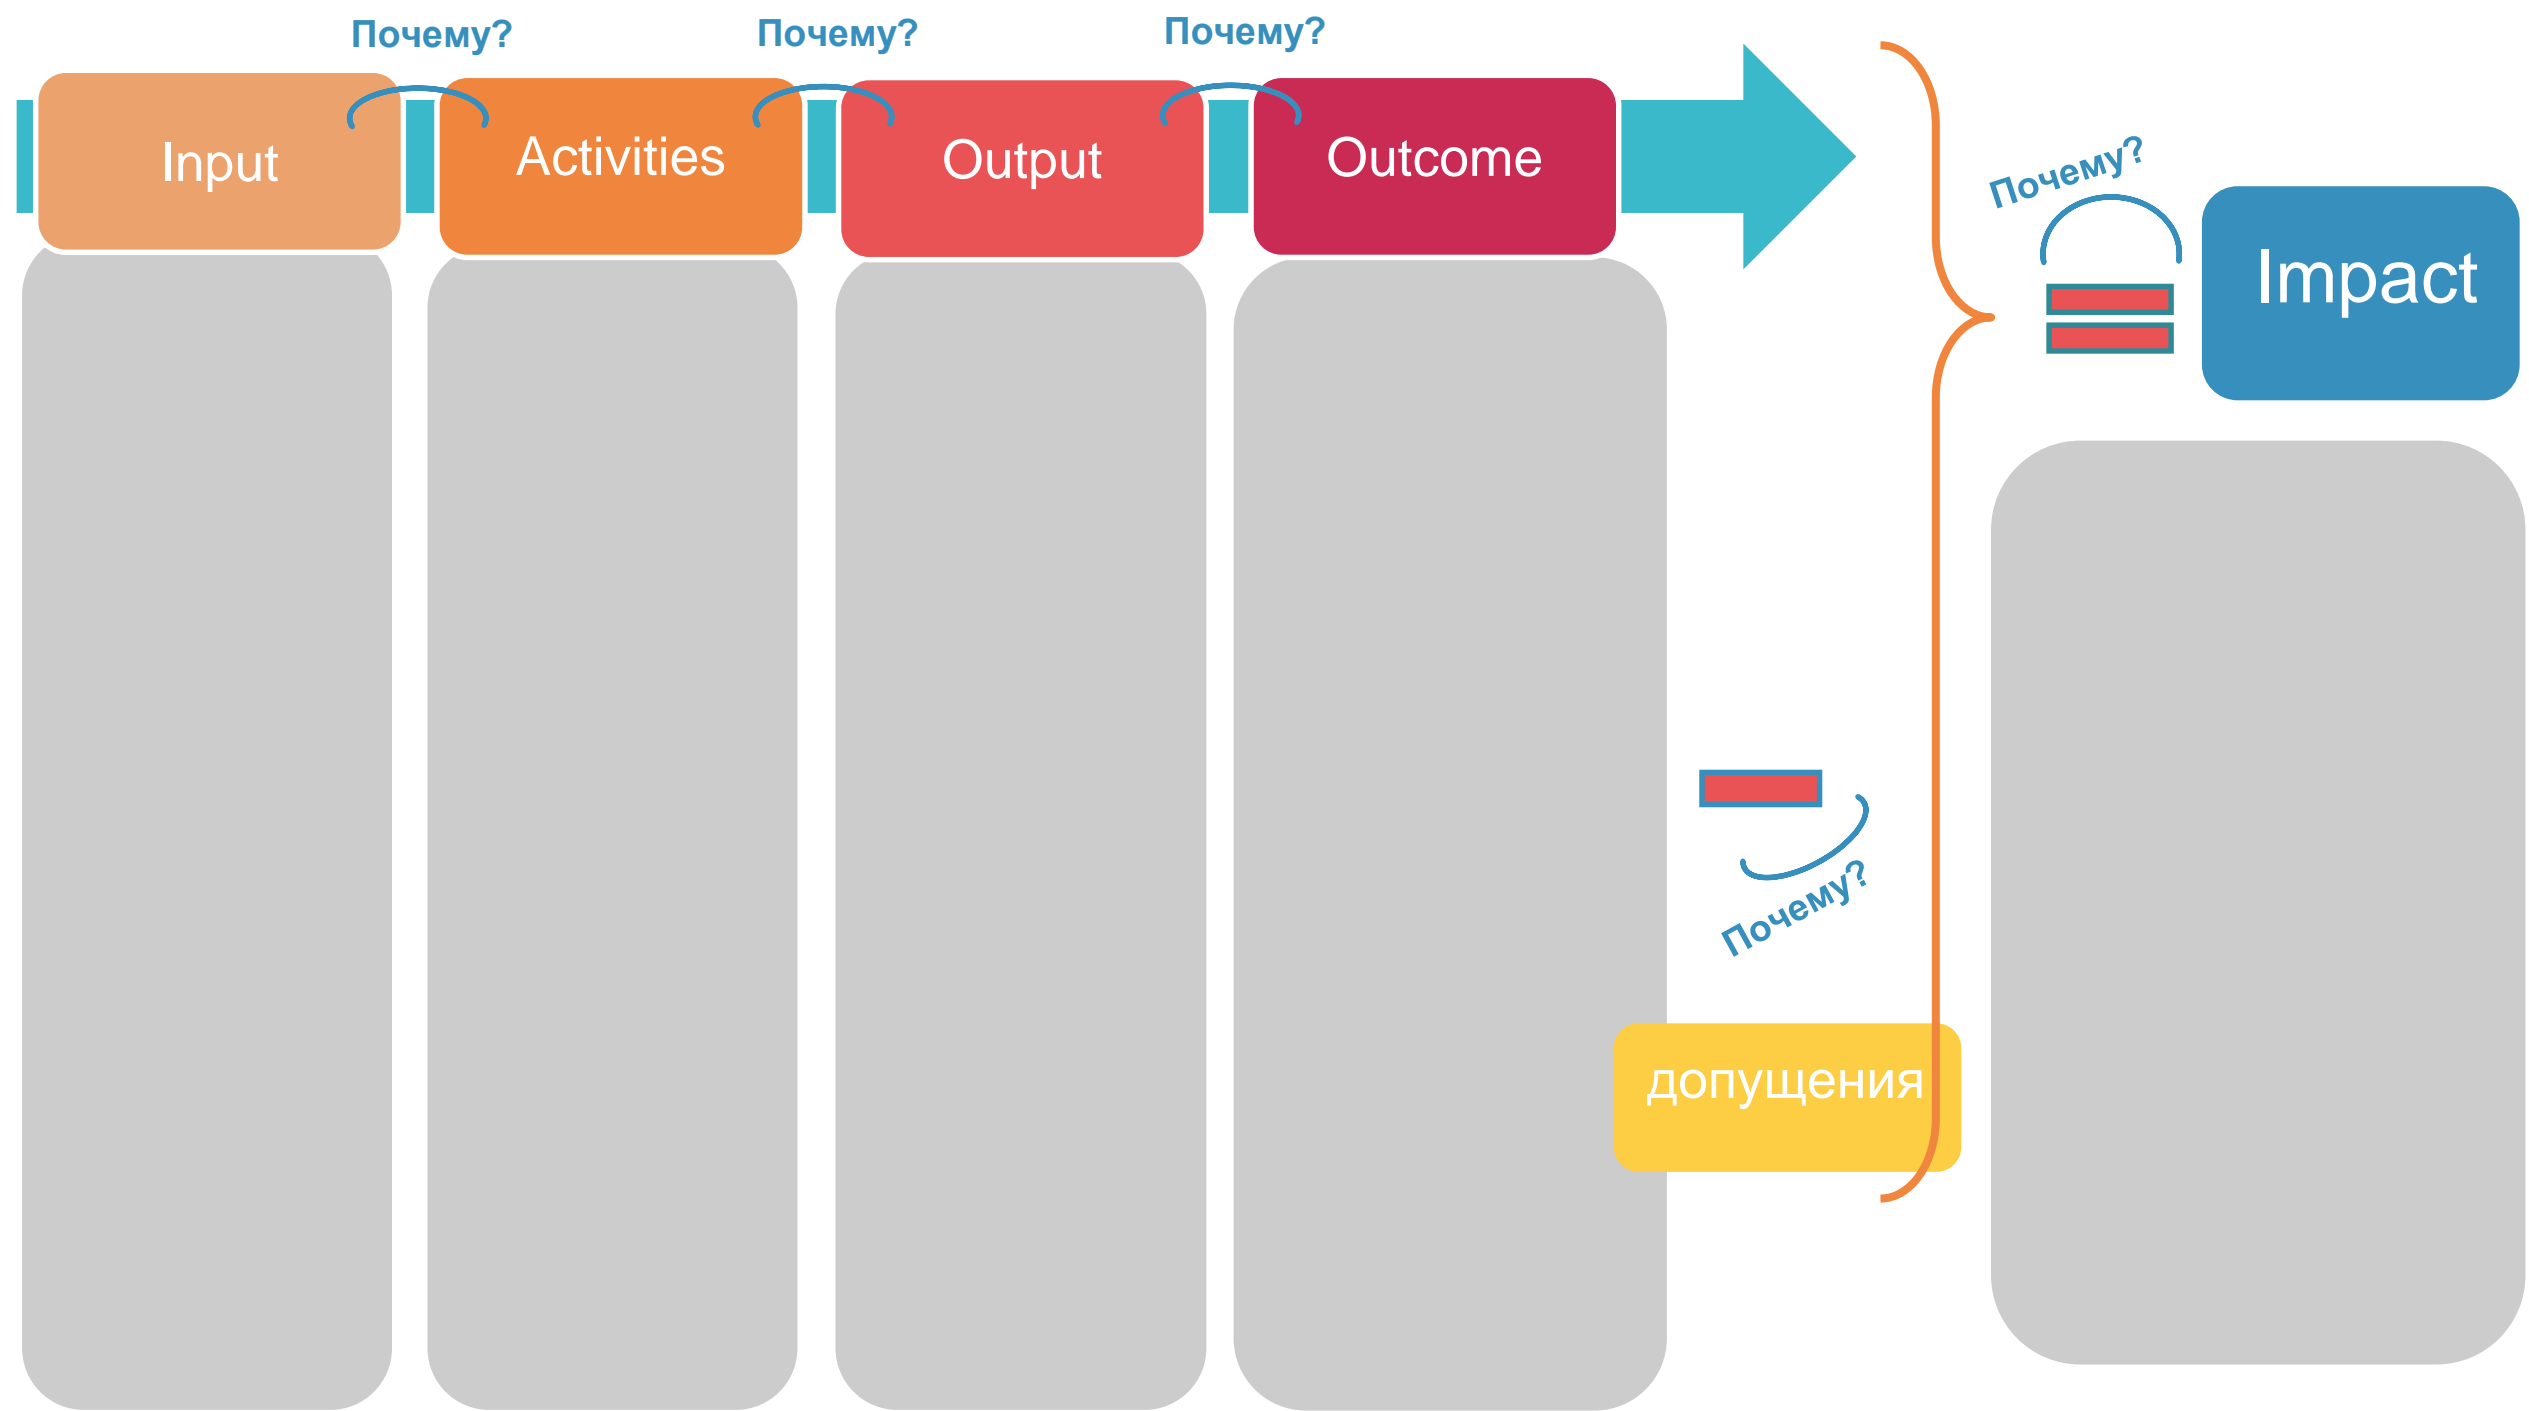 Почему?
Почему?
Почему?
Input
Activities
Output
Outcome
Почему?
Impact
Почему?
допущения